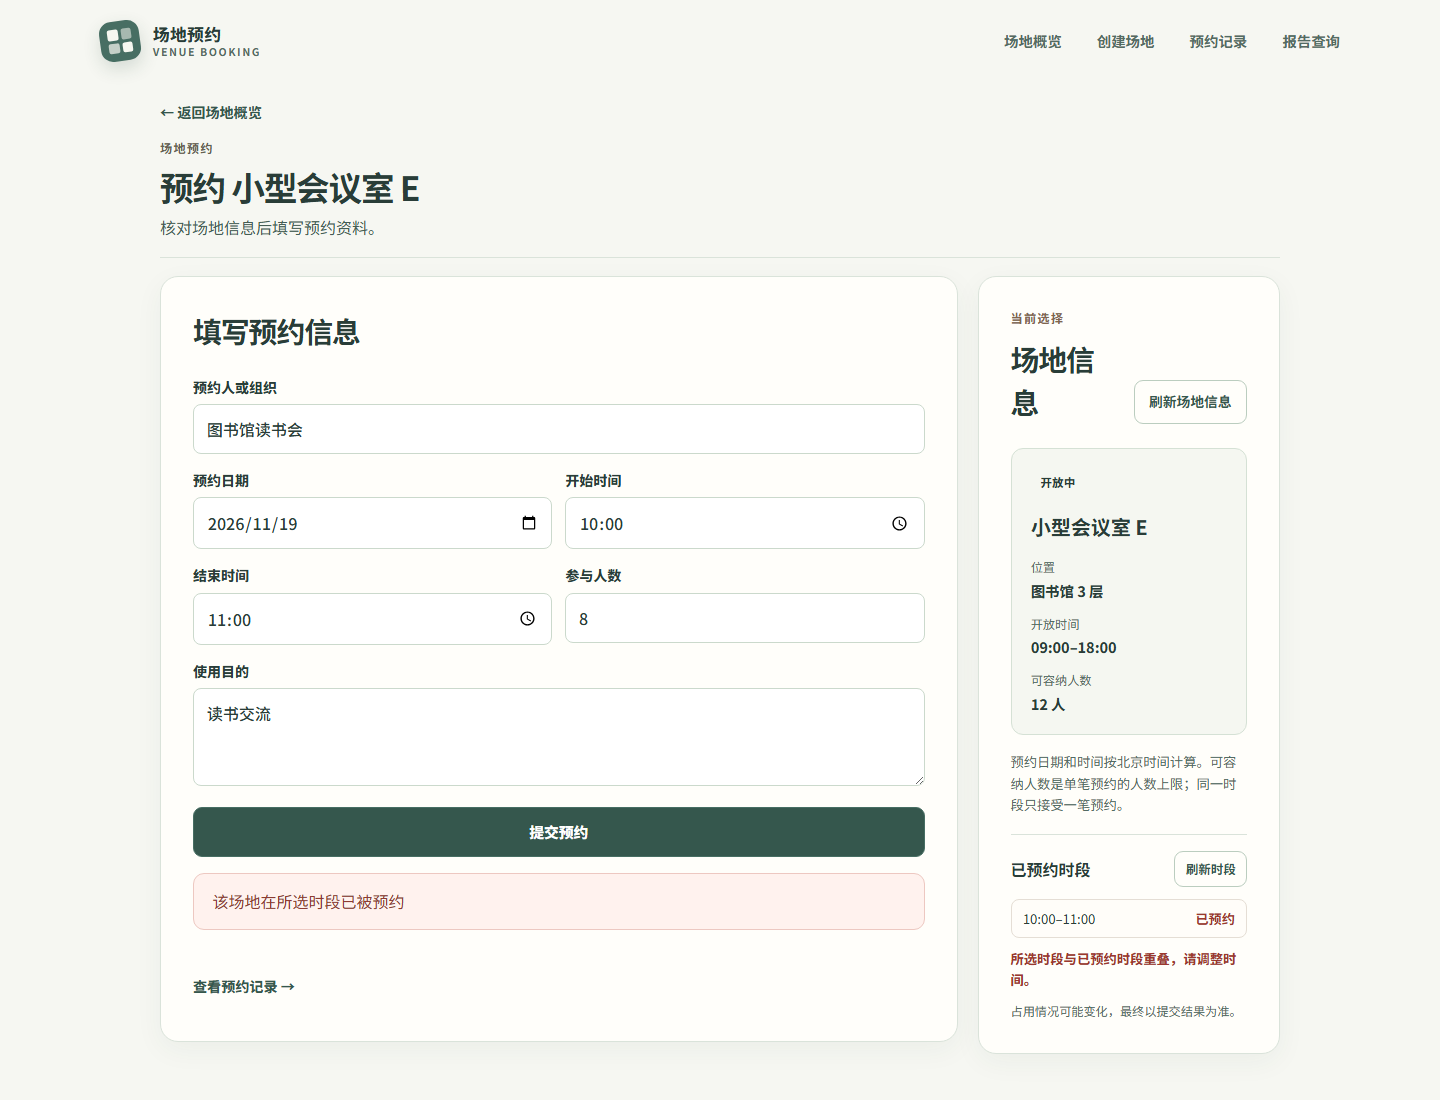 场地预约
VENUE BOOKING
场地概览
创建场地
预约记录
报告查询
← 返回场地概览
场地预约
预约 小型会议室 E
核对场地信息后填写预约资料。
填写预约信息
预约人或组织
图书馆读书会
预约日期
开始时间
2026/11/19
10:00
结束时间
参与人数
11:00
8
使用目的
读书交流
提交预约
该场地在所选时段已被预约
查看预约记录 →
当前选择
场地信
息
刷新场地信息
开放中
小型会议室 E
位置
图书馆 3 层
开放时间
09:00–18:00
可容纳人数
12 人
预约日期和时间按北京时间计算。可容
纳人数是单笔预约的人数上限；同一时
段只接受一笔预约。
已预约时段
刷新时段
10:00–11:00
已预约
所选时段与已预约时段重叠，请调整时
间。
占用情况可能变化，最终以提交结果为准。